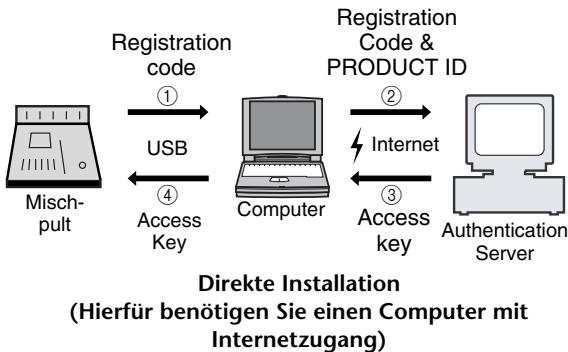 Registration
code
①
Registration
Code &
PRODUCT ID
②
USB
Internet
④
Access
Key
③
Access
key
Misch-
pult
Computer
Authentication
Server
Direkte Installation
(Hierfür benötigen Sie einen Computer mit
Internetzugang)